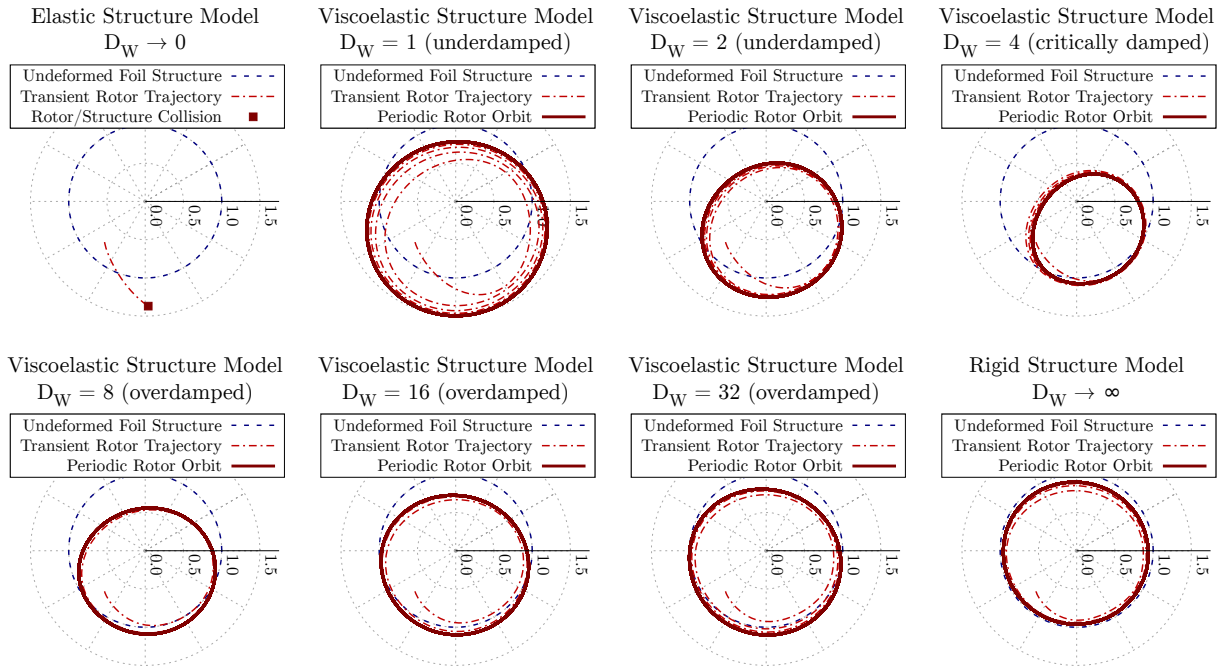 Elastic Structure Model
D_W → 0
Undeformed Foil Structure
Transient Rotor Trajectory
Rotor/Structure Collision
0.0 0.5 1.0 1.5
Viscoelastic Structure Model
D_W = 1 (underdamped)
Undeformed Foil Structure
Transient Rotor Trajectory
Periodic Rotor Orbit
0.0 0.5 1.0 1.5
Viscoelastic Structure Model
D_W = 2 (underdamped)
Undeformed Foil Structure
Transient Rotor Trajectory
Periodic Rotor Orbit
0.0 0.5 1.0 1.5
Viscoelastic Structure Model
D_W = 4 (critically damped)
Undeformed Foil Structure
Transient Rotor Trajectory
Periodic Rotor Orbit
0.0 0.5 1.0 1.5
Viscoelastic Structure Model
D_W = 8 (overdamped)
Undeformed Foil Structure
Transient Rotor Trajectory
Periodic Rotor Orbit
0.0 0.5 1.0 1.5
Viscoelastic Structure Model
D_W = 16 (overdamped)
Undeformed Foil Structure
Transient Rotor Trajectory
Periodic Rotor Orbit
0.0 0.5 1.0 1.5
Viscoelastic Structure Model
D_W = 32 (overdamped)
Undeformed Foil Structure
Transient Rotor Trajectory
Periodic Rotor Orbit
0.0 0.5 1.0 1.5
Rigid Structure Model
D_W → ∞
Undeformed Foil Structure
Transient Rotor Trajectory
Periodic Rotor Orbit
0.0 0.5 1.0 1.5